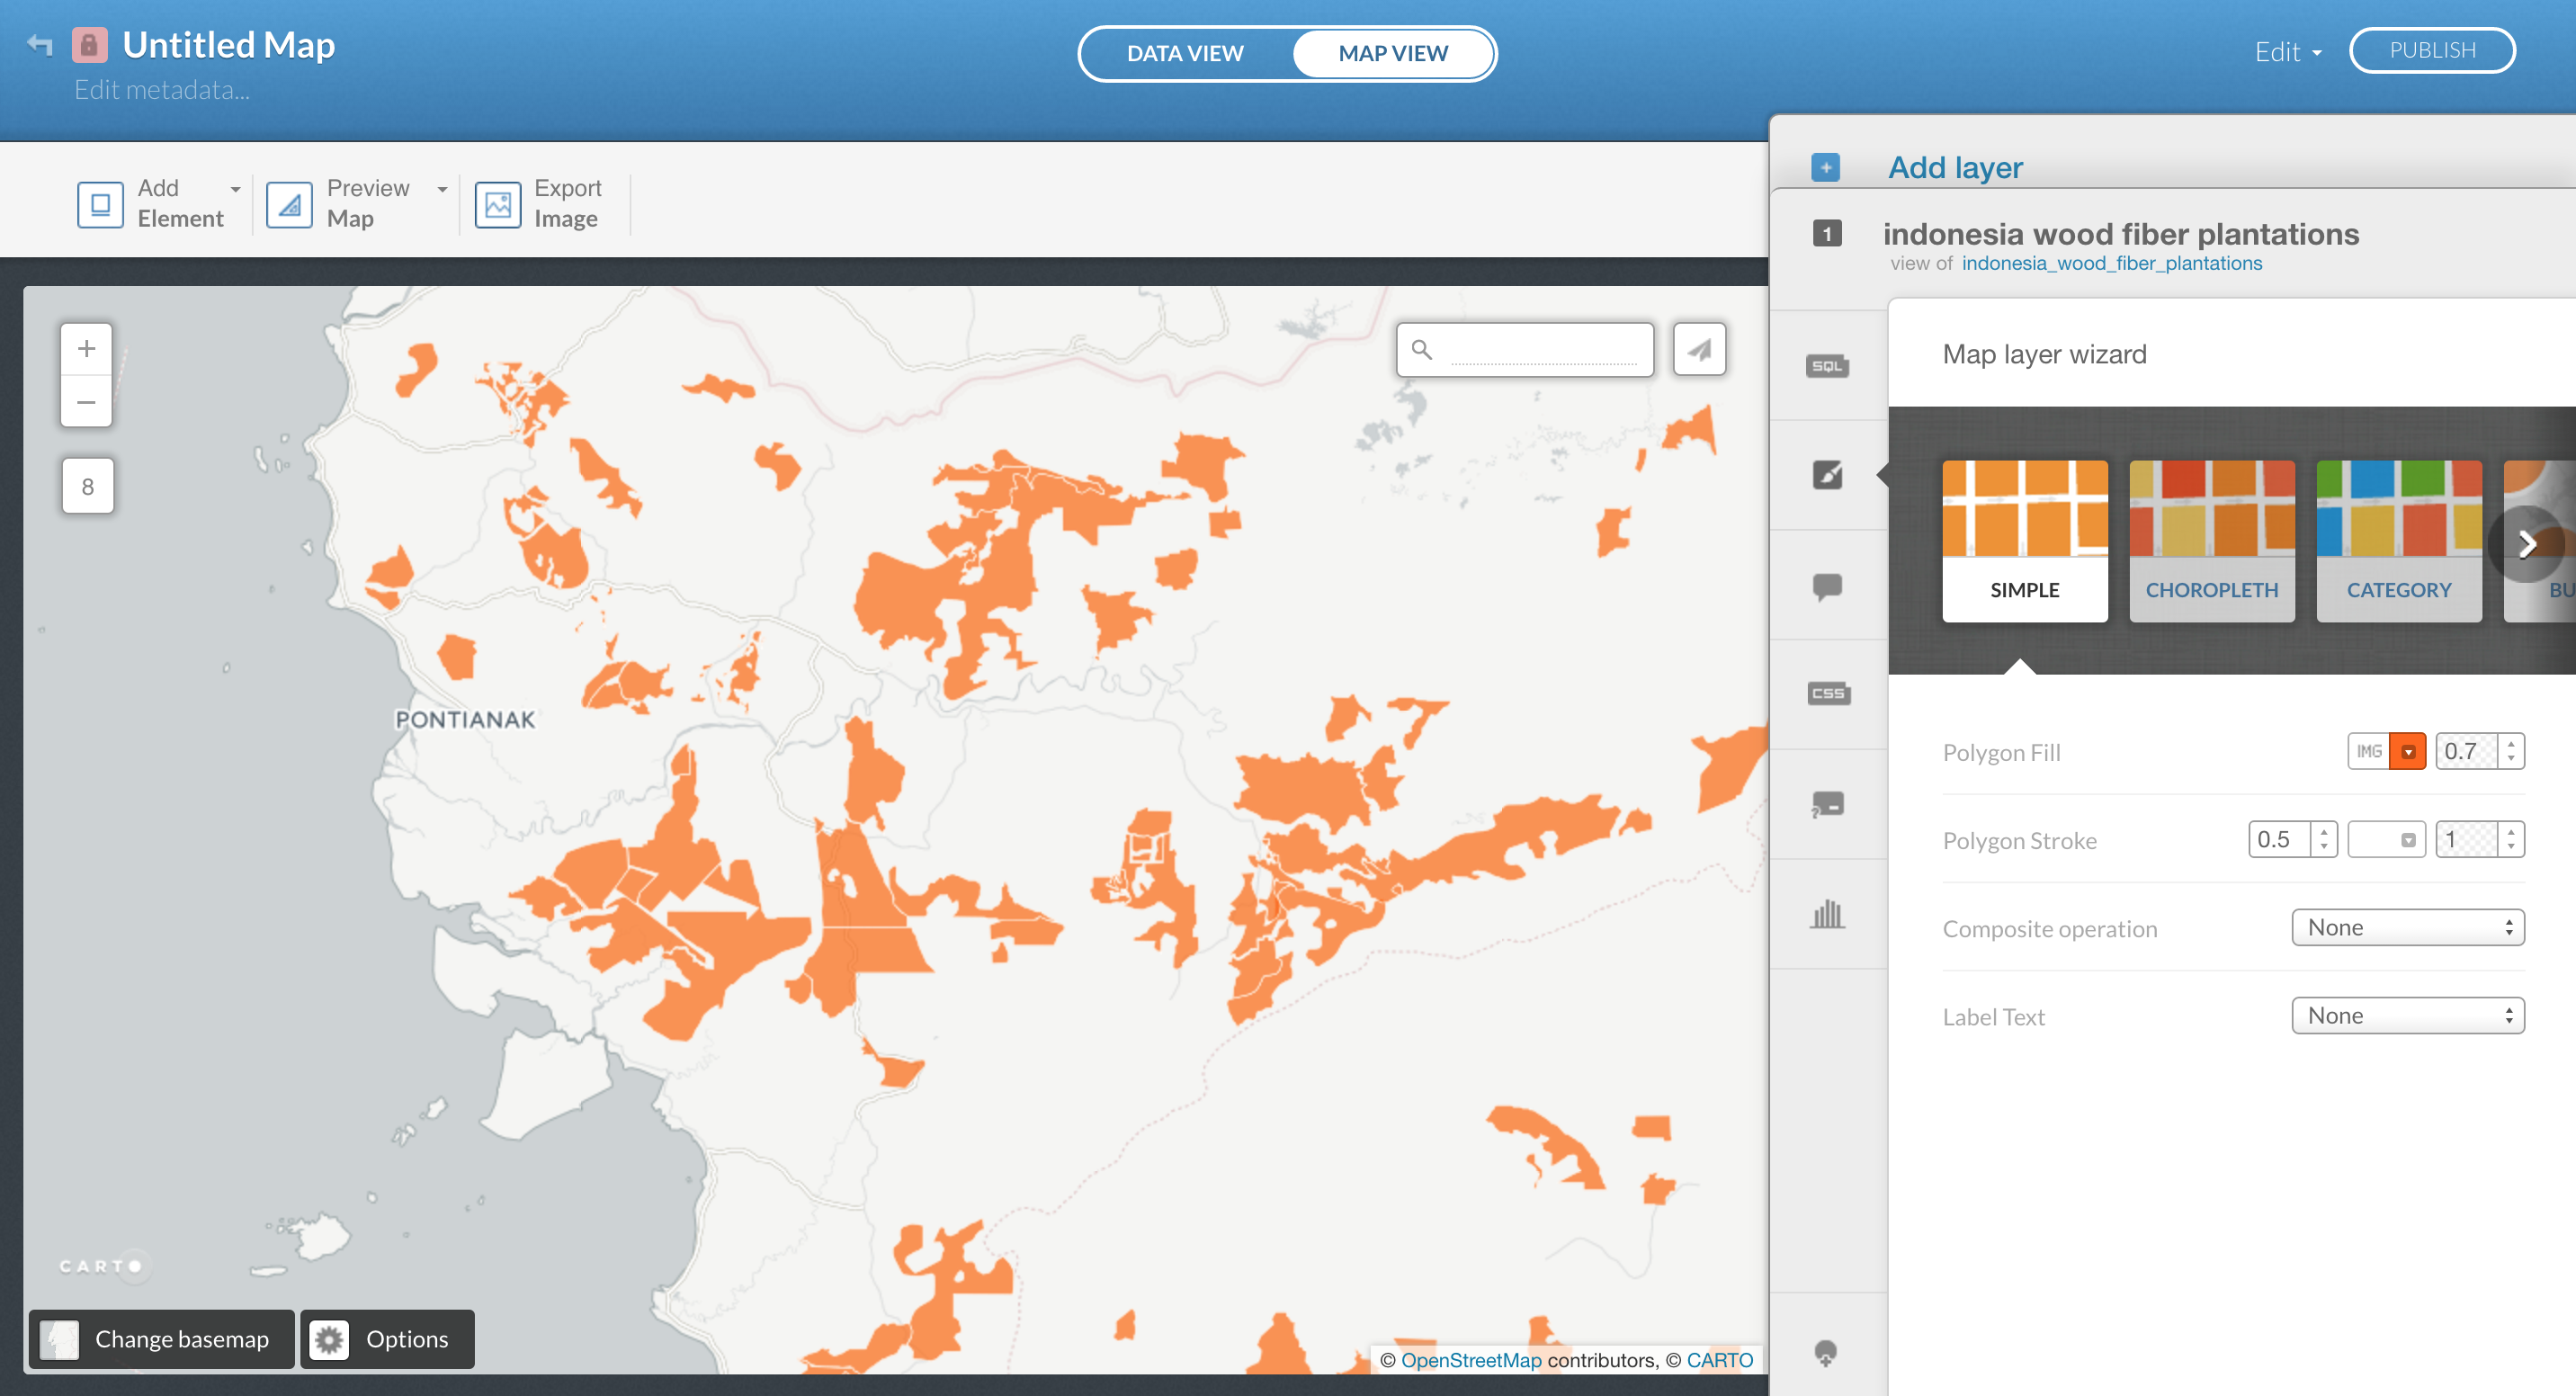 Untitled Map
Edit metadata...
DATA VIEW
MAP VIEW
Edit
PUBLISH
Add
Element
Preview
Map
Export
Image
Add layer
1
indonesia wood fiber plantations
view of indonesia_wood_fiber_plantations
+
−
8
PONTIANAK
SQL
CSS
Map layer wizard
SIMPLE
CHOROPLETH
CATEGORY
BU
Polygon Fill
IMG
0.7
Polygon Stroke
0.5
1
Composite operation
None
Label Text
None
CARTO
Change basemap
Options
© OpenStreetMap contributors, © CARTO